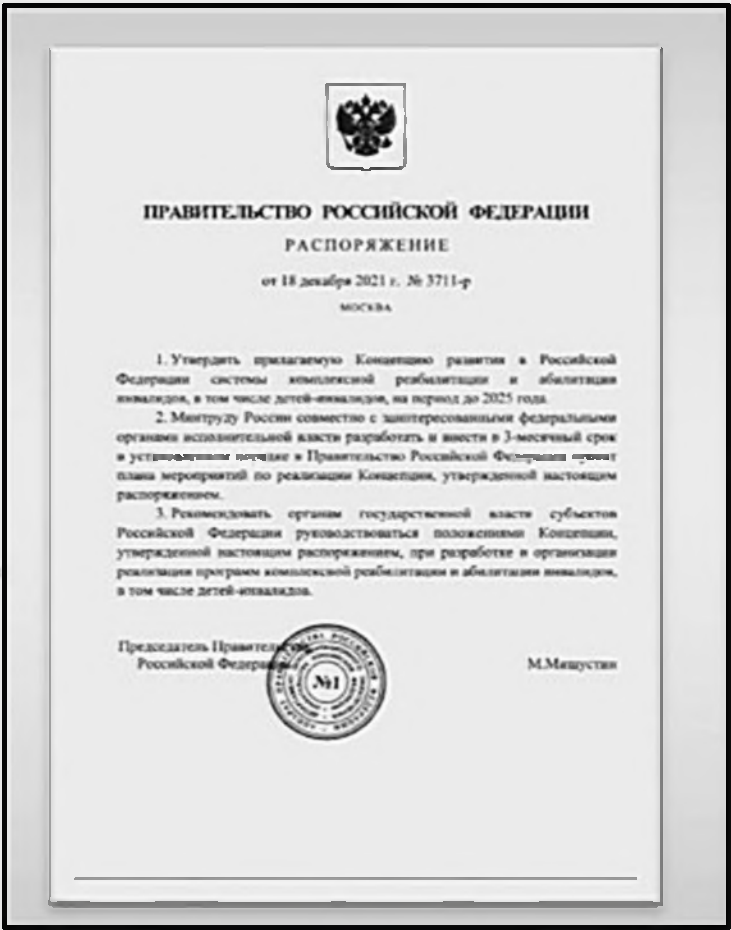 ПРАВИТЕЛЬСТВО РОССИЙСКОЙ ФЕДЕРАЦИИ
РАСПОРЯЖЕНИЕ
от 18 декабря 2021 г. № 3711-р
МОСКВА
1. Утвердить прилагаемую Концепцию развития в Российской
Федерации системы комплексной реабилитации и абилитации
инвалидов, в том числе детей-инвалидов, на период до 2025 года.
2. Минтруду России совместно с заинтересованными федеральными
органами исполнительной власти разработать и внести в 3-месячный срок
в установленном порядке в Правительство Российской Федерации проект
плана мероприятий по реализации Концепции, утвержденной настоящим
распоряжением.
3. Рекомендовать органам государственной власти субъектов
Российской Федерации руководствоваться положениями Концепции,
утвержденной настоящим распоряжением, при разработке и организации
реализации программ комплексной реабилитации и абилитации инвалидов,
в том числе детей-инвалидов.
Председатель Правительства
Российской Федерации
М.Мишустин
№1